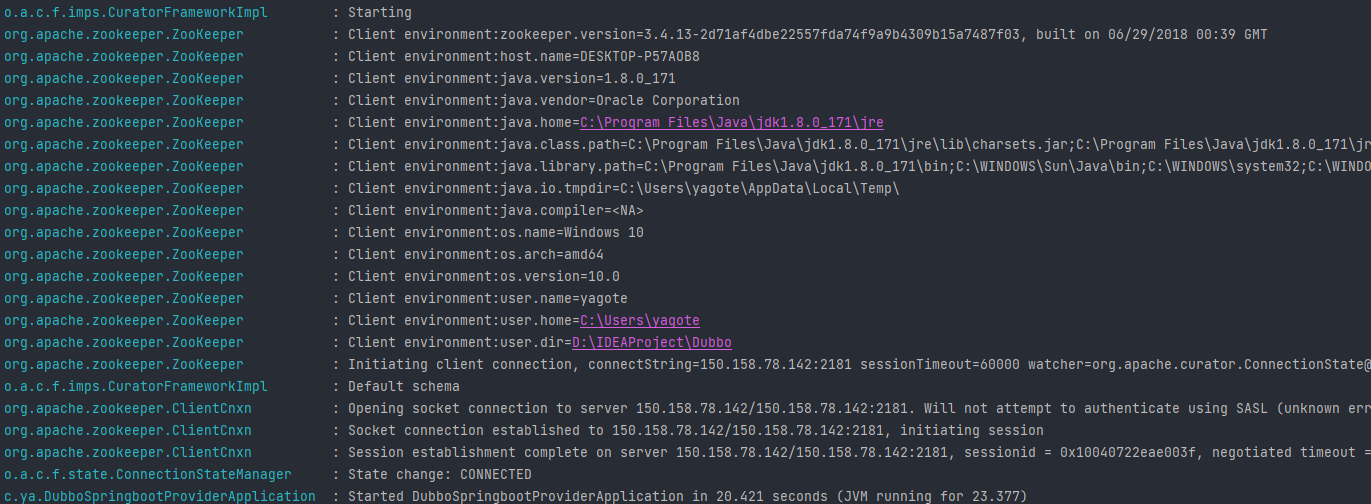 o.a.c.f.imps.CuratorFrameworkImpl : Starting
org.apache.zookeeper.ZooKeeper : Client environment:zookeeper.version=3.4.13-2d71af4dbe22557fda74f9a9b4309b15a7487f03, built on 06/29/2018 00:39 GMT
org.apache.zookeeper.ZooKeeper : Client environment:host.name=DESKTOP-P57AOB8
org.apache.zookeeper.ZooKeeper : Client environment:java.version=1.8.0_171
org.apache.zookeeper.ZooKeeper : Client environment:java.vendor=Oracle Corporation
org.apache.zookeeper.ZooKeeper : Client environment:java.home=C:\Program Files\Java\jdk1.8.0_171\jre
org.apache.zookeeper.ZooKeeper : Client environment:java.class.path=C:\Program Files\Java\jdk1.8.0_171\jre\lib\charsets.jar;C:\Program Files\Java\jdk1.8.0_171\jr
org.apache.zookeeper.ZooKeeper : Client environment:java.library.path=C:\Program Files\Java\jdk1.8.0_171\bin;C:\WINDOWS\Sun\Java\bin;C:\WINDOWS\system32;C:\WINDO
org.apache.zookeeper.ZooKeeper : Client environment:java.io.tmpdir=C:\Users\yagote\AppData\Local\Temp\
org.apache.zookeeper.ZooKeeper : Client environment:java.compiler=<NA>
org.apache.zookeeper.ZooKeeper : Client environment:os.name=Windows 10
org.apache.zookeeper.ZooKeeper : Client environment:os.arch=amd64
org.apache.zookeeper.ZooKeeper : Client environment:os.version=10.0
org.apache.zookeeper.ZooKeeper : Client environment:user.name=yagote
org.apache.zookeeper.ZooKeeper : Client environment:user.home=C:\Users\yagote
org.apache.zookeeper.ZooKeeper : Client environment:user.dir=D:\IDEAProject\Dubbo
org.apache.zookeeper.ZooKeeper : Initiating client connection, connectString=150.158.78.142:2181 sessionTimeout=60000 watcher=org.apache.curator.ConnectionState@
o.a.c.f.imps.CuratorFrameworkImpl : Default schema
org.apache.zookeeper.ClientCnxn : Opening socket connection to server 150.158.78.142/150.158.78.142:2181. Will not attempt to authenticate using SASL (unknown err
org.apache.zookeeper.ClientCnxn : Socket connection established to 150.158.78.142/150.158.78.142:2181, initiating session
org.apache.zookeeper.ClientCnxn : Session establishment complete on server 150.158.78.142/150.158.78.142:2181, sessionid = 0x10040722eae003f, negotiated timeout =
o.a.c.f.state.ConnectionStateManager : State change: CONNECTED
c.ya.DubboSpringbootProviderApplication : Started DubboSpringbootProviderApplication in 20.421 seconds (JVM running for 23.377)